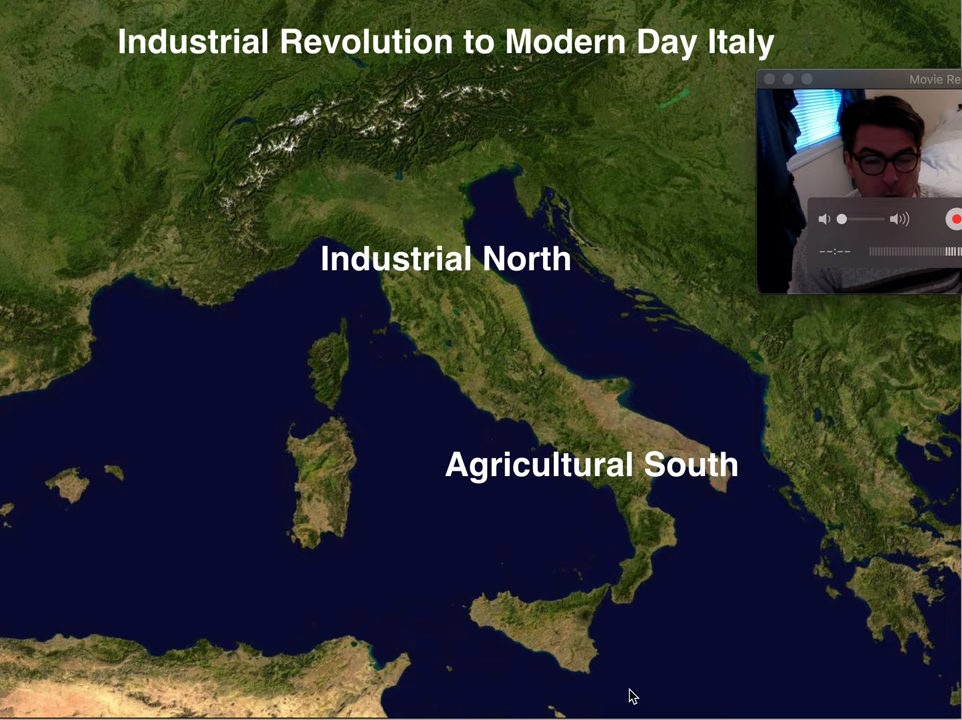 Industrial Revolution to Modern Day Italy
Movie Re
Industrial North
--:--
Agricultural South